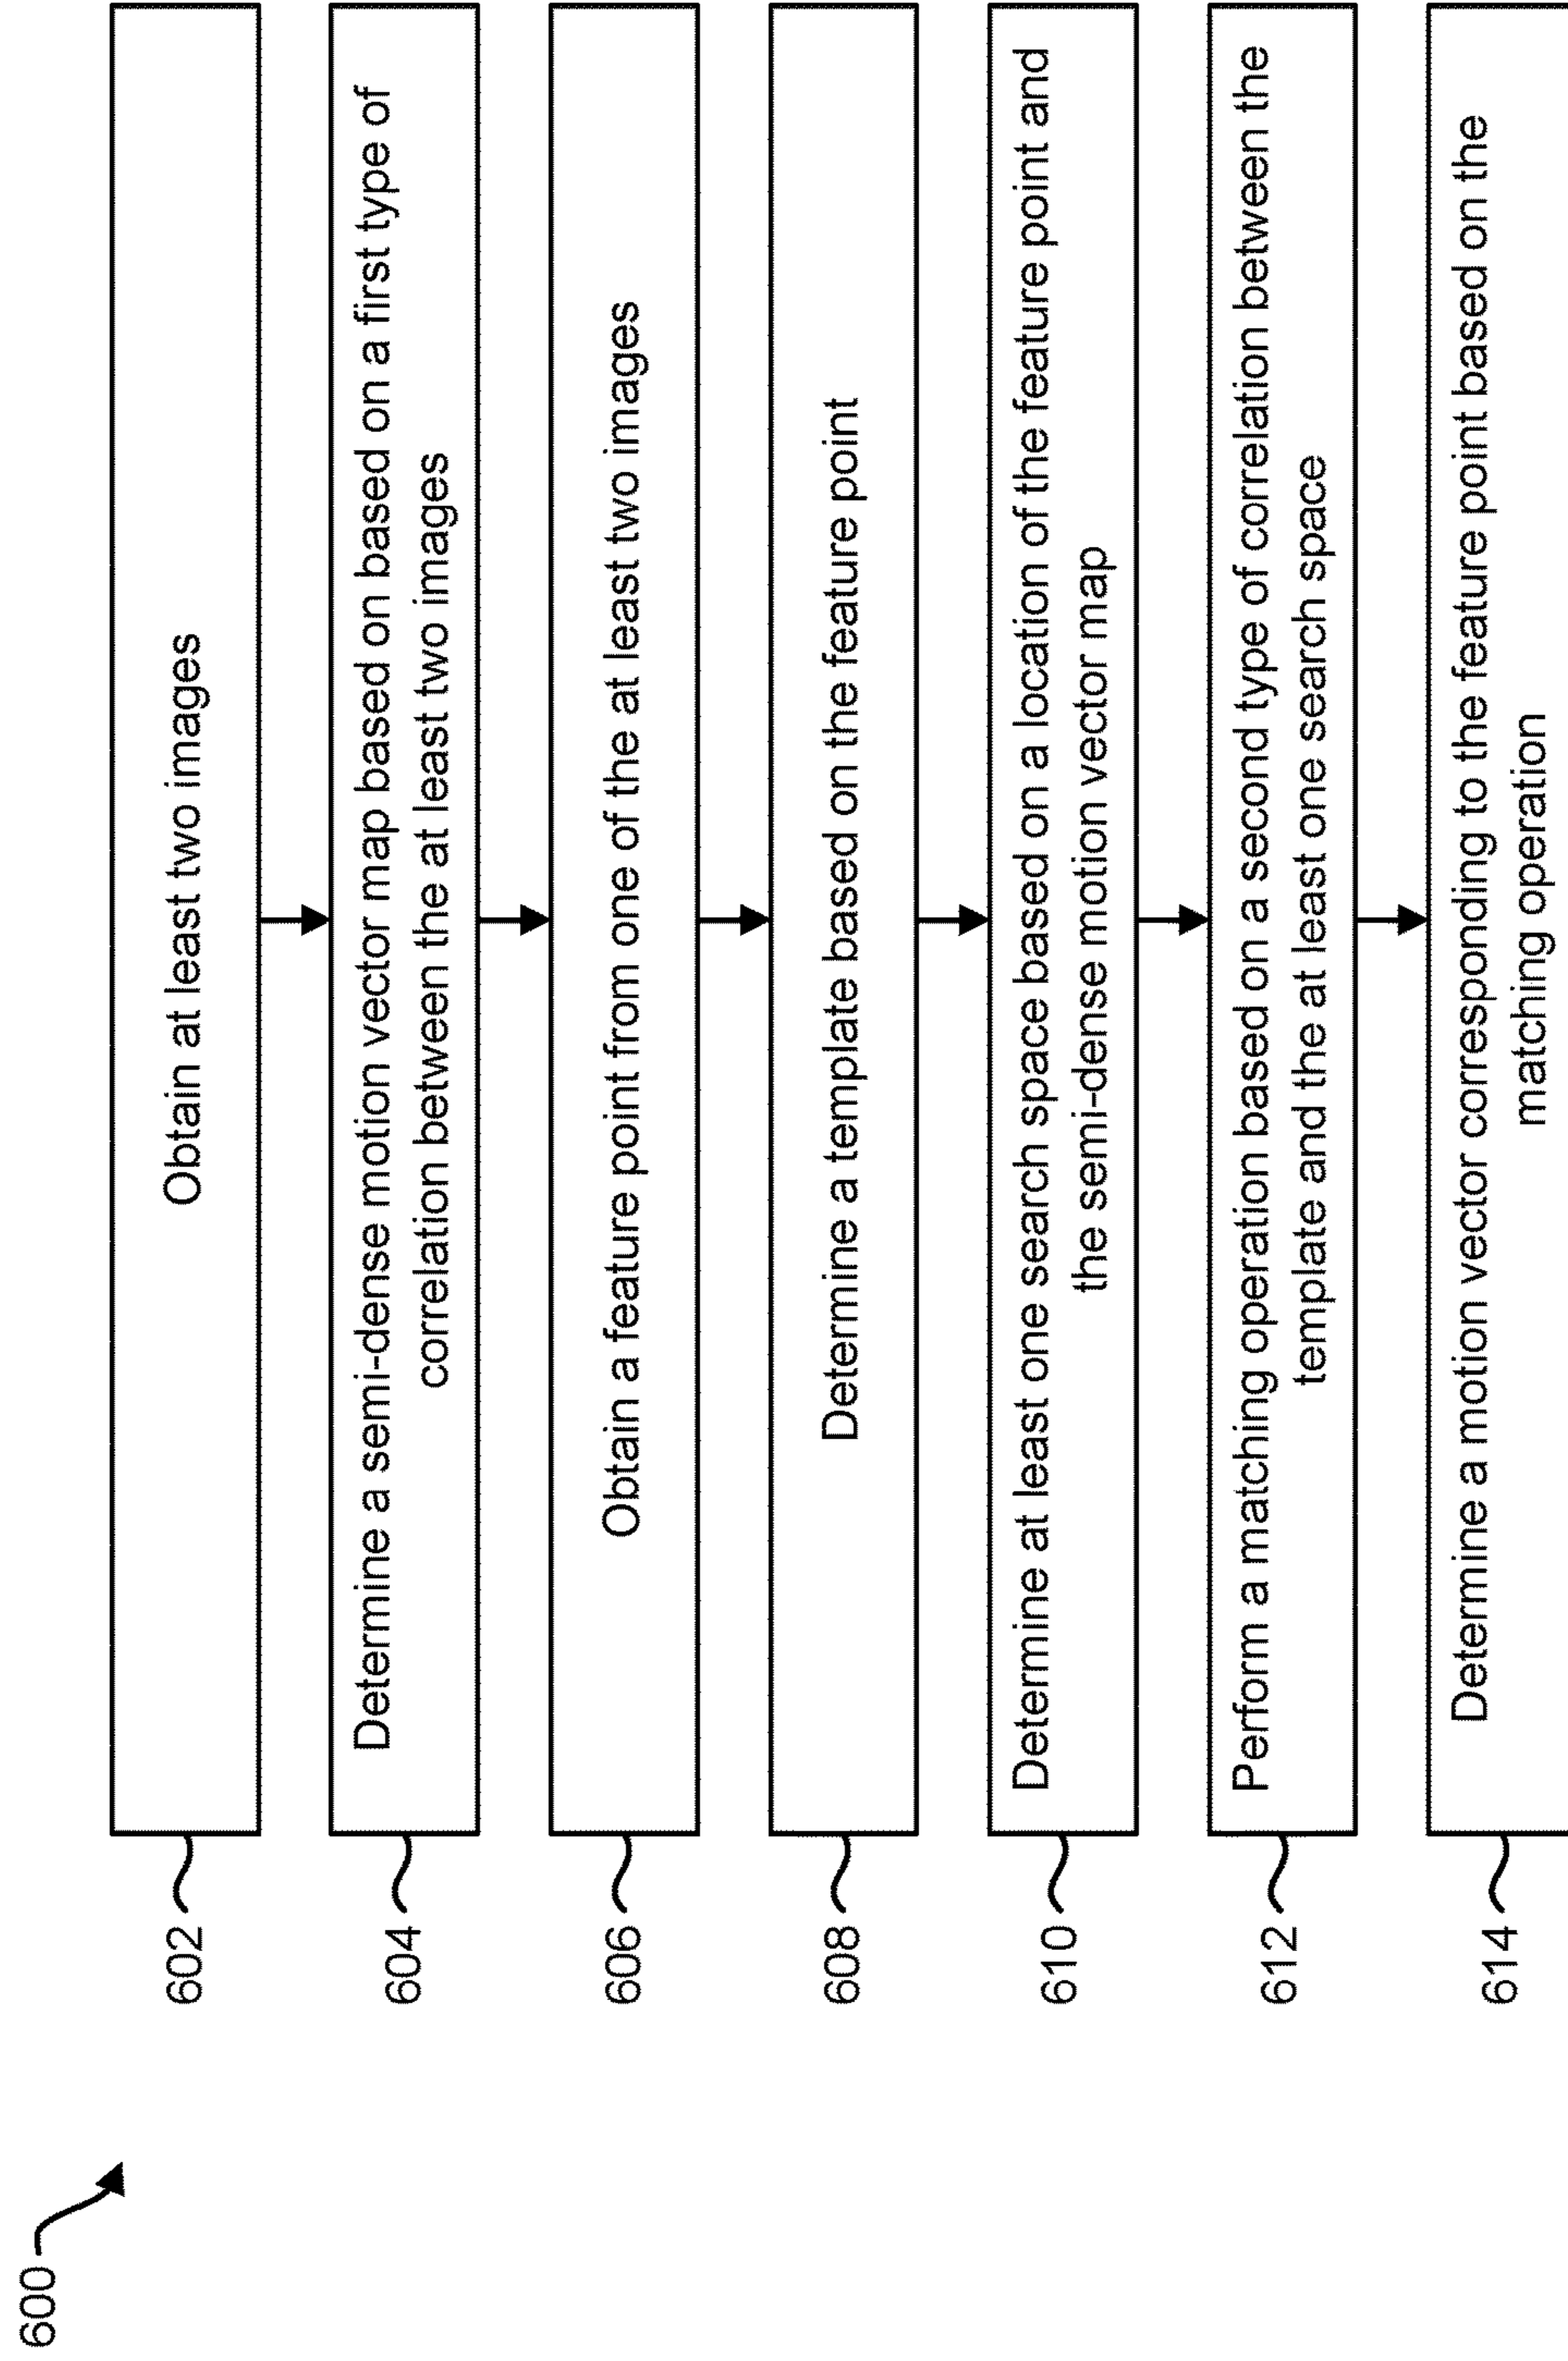 600
602
Obtain at least two images
604
Determine a semi-dense motion vector map based on based on a first type of
correlation between the at least two images
606
Obtain a feature point from one of the at least two images
608
Determine a template based on the feature point
610
Determine at least one search space based on a location of the feature point and
the semi-dense motion vector map
612
Perform a matching operation based on a second type of correlation between the
template and the at least one search space
614
Determine a motion vector corresponding to the feature point based on the
matching operation